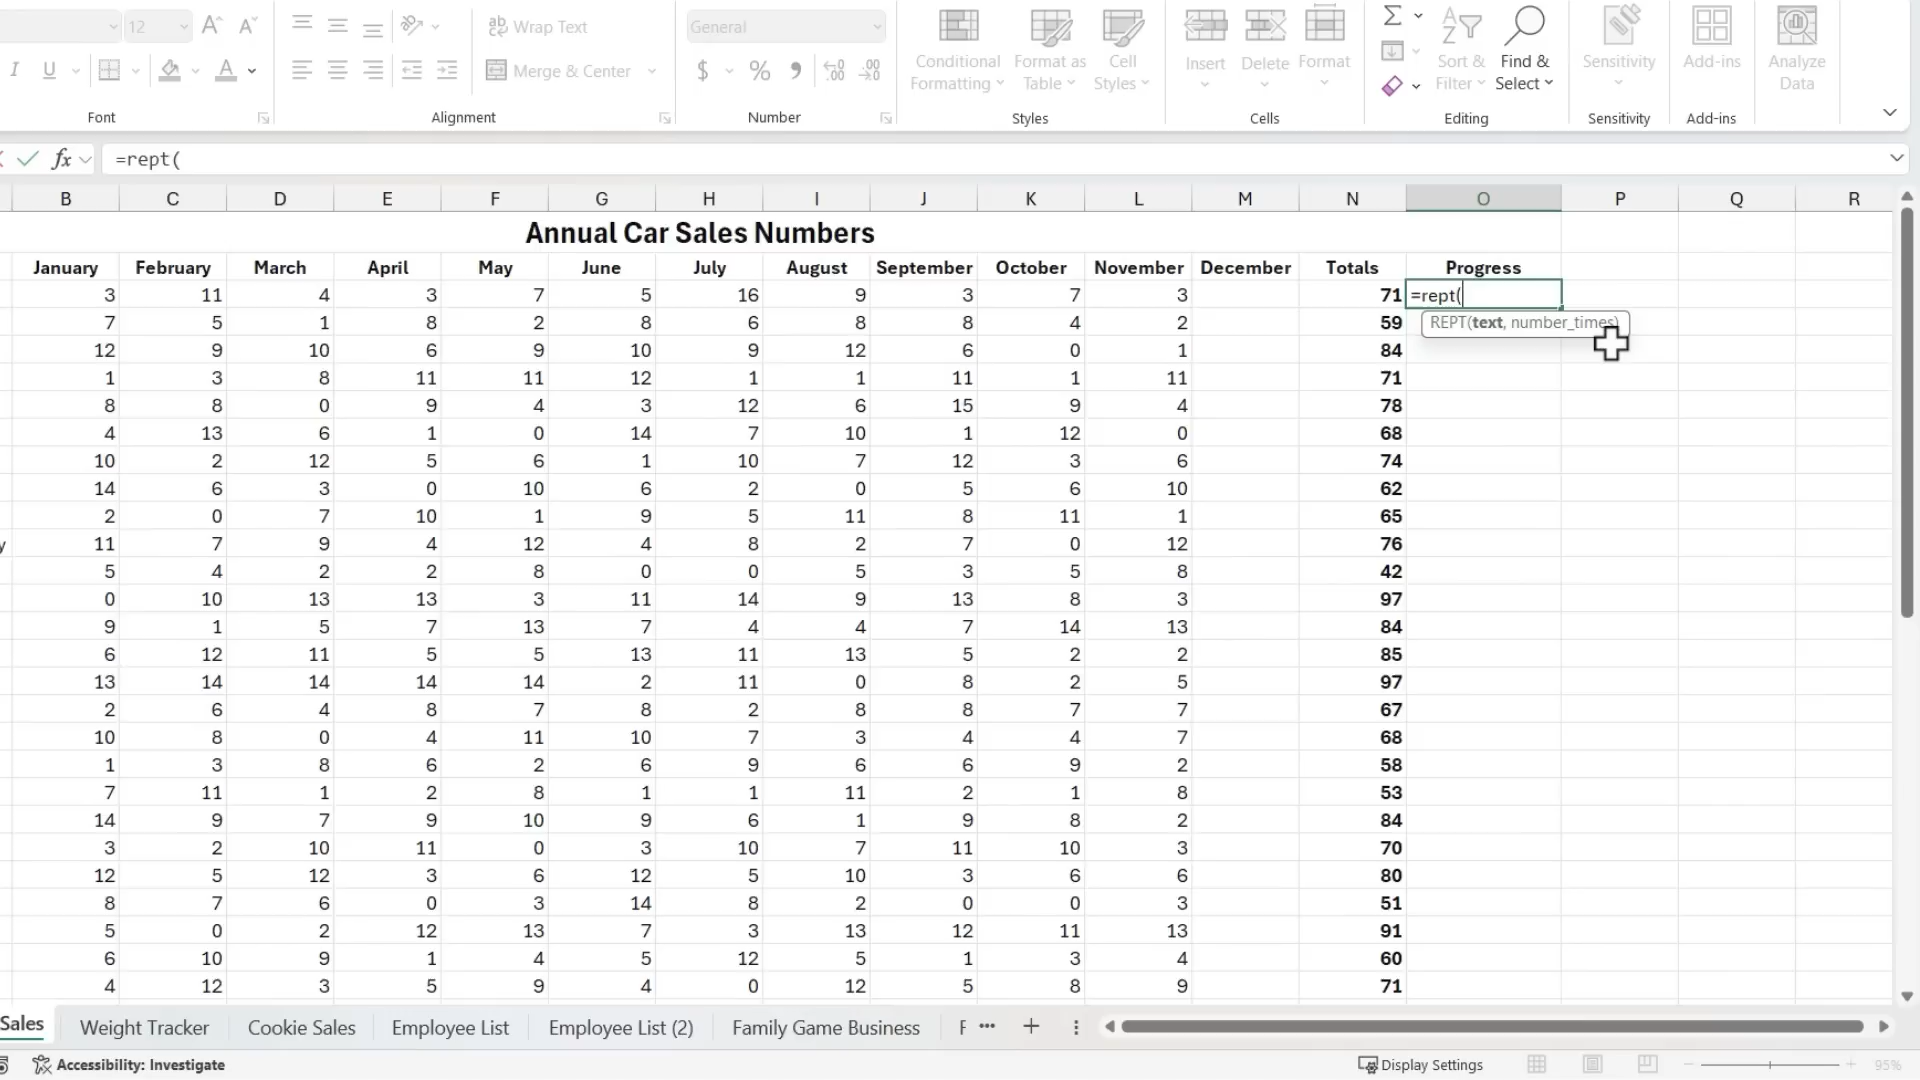 12 A A
ab Wrap Text
General
I U A
Merge & Center
$ % 9
Conditional Formatting
Format as Table
Cell Styles
Insert
Delete
Format
Sort & Filter
Find & Select
Sensitivity
Add-ins
Analyze Data
Font
Alignment
Number
Styles
Cells
Editing
Sensitivity
Add-ins
fx =rept(
B C D E F G H I J K L M N O P Q R
Annual Car Sales Numbers
January February March April May June July August September October November December Totals Progress
3 11 4 3 7 5 16 9 3 7 3 71 =rept(
REPT(text, number_times)
7 5 1 8 2 8 6 8 8 4 2 59
12 9 10 6 9 10 9 12 6 0 1 84
1 3 8 11 11 12 1 1 11 1 11 71
8 8 0 9 4 3 12 6 15 9 4 78
4 13 6 1 0 14 7 10 1 12 0 68
10 2 12 5 6 1 10 7 12 3 6 74
14 6 3 0 10 6 2 0 5 6 10 62
2 0 7 10 1 9 5 11 8 11 1 65
y 11 7 9 4 12 4 8 2 7 0 12 76
5 4 2 2 8 0 0 5 3 5 8 42
0 10 13 13 3 11 14 9 13 8 3 97
9 1 5 7 13 7 4 4 7 14 13 84
6 12 11 5 5 13 11 13 5 2 2 85
13 14 14 14 14 2 11 0 8 2 5 97
2 6 4 8 7 8 2 8 8 7 7 67
10 8 0 4 11 10 7 3 4 4 7 68
1 3 8 6 2 6 9 6 6 9 2 58
7 11 1 2 8 1 1 11 2 1 8 53
14 9 7 9 10 9 6 1 9 8 2 84
3 2 10 11 0 3 10 7 11 10 3 70
12 5 12 3 6 12 5 10 3 6 6 80
8 7 6 0 3 14 8 2 0 0 3 51
5 0 2 12 13 7 3 13 12 11 13 91
6 10 9 1 4 5 12 5 1 3 4 60
4 12 3 5 9 4 0 12 5 8 9 71
Sales Weight Tracker Cookie Sales Employee List Employee List (2) Family Game Business F
Accessibility: Investigate
Display Settings
95%